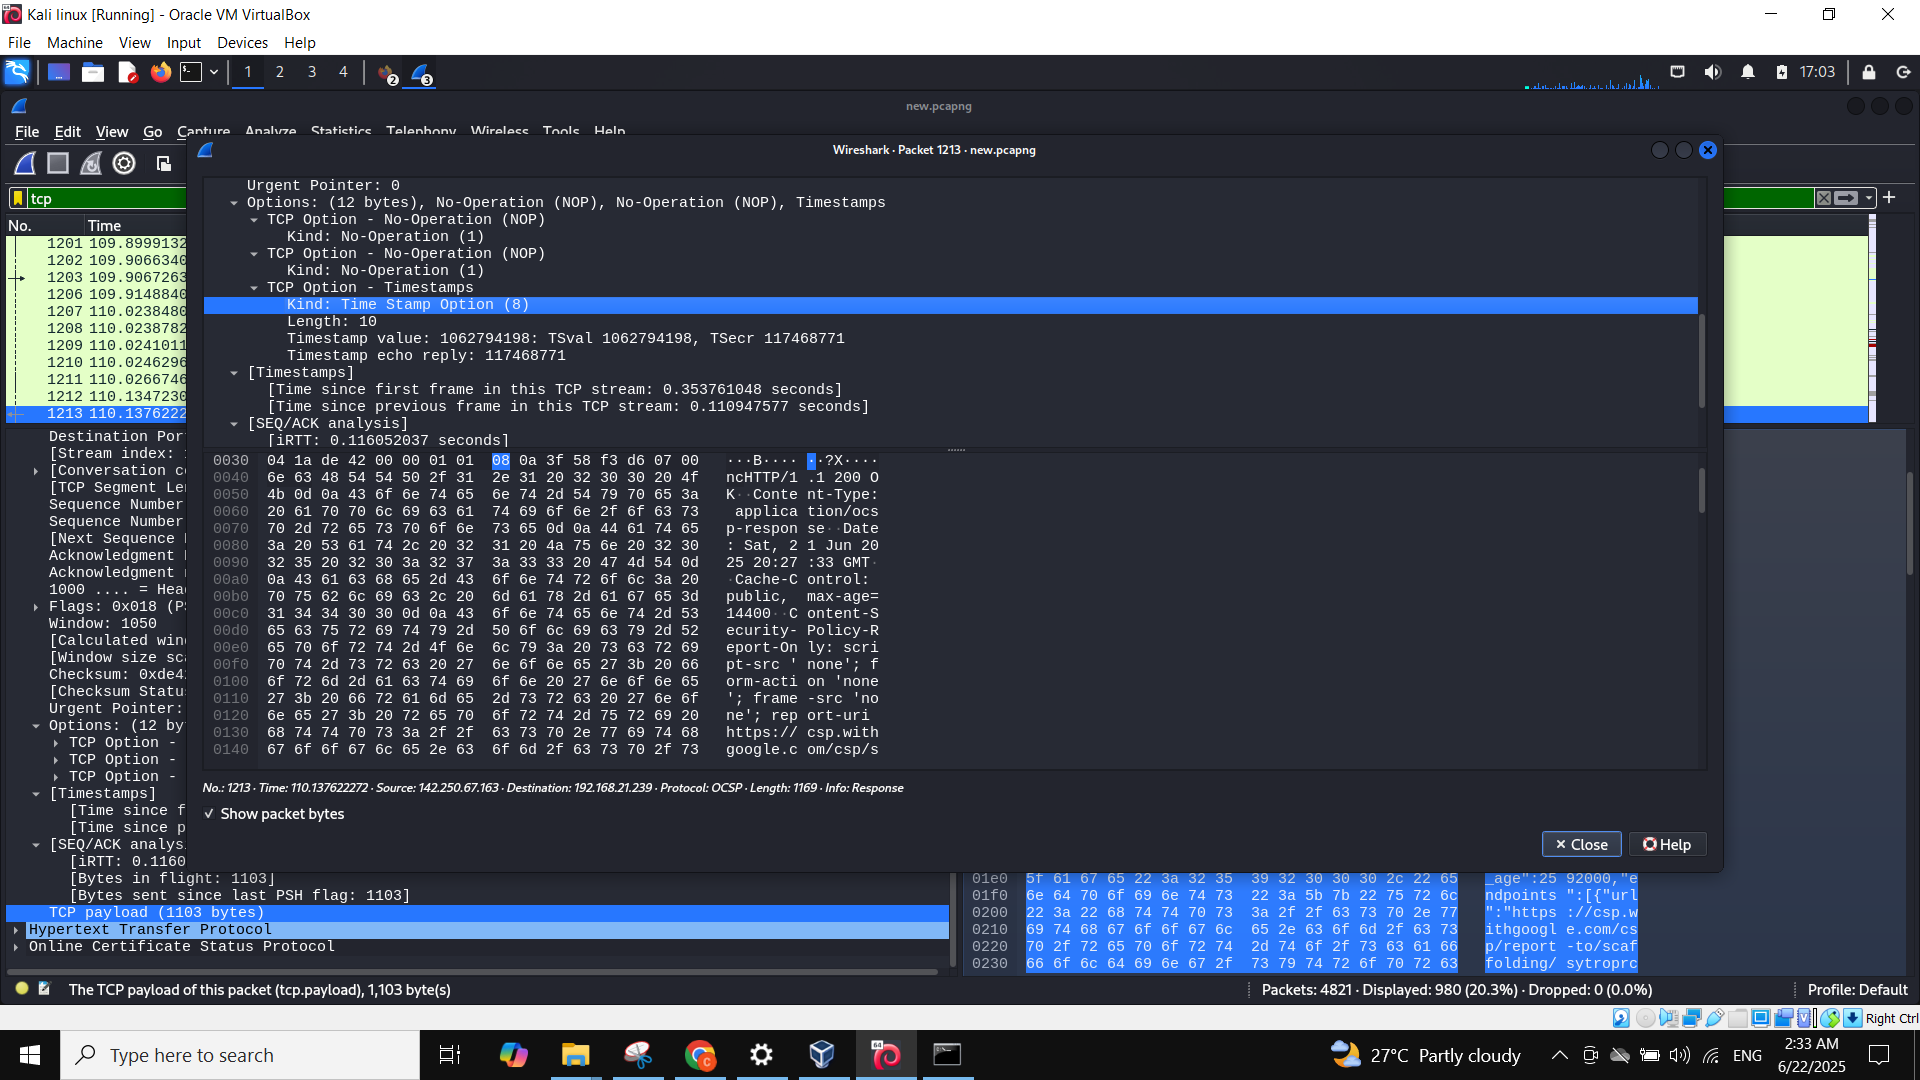 Kali linux [Running] - Oracle VM VirtualBox
File Machine View Input Devices Help
1 2 3 4 2 3 17:03
new.pcapng
File Edit View Go Capture Analyze Statistics Telephony Wireless Tools Help
Wireshark · Packet 1213 · new.pcapng
tcp
No. Time
1201 109.8999132
1202 109.9066340
1203 109.9067263
1206 109.9148840
1207 110.0238480
1208 110.0238782
1209 110.0241011
1210 110.0246296
1211 110.0266746
1212 110.1347230
1213 110.1376222
Urgent Pointer: 0
Options: (12 bytes), No-Operation (NOP), No-Operation (NOP), Timestamps
TCP Option - No-Operation (NOP)
Kind: No-Operation (1)
TCP Option - No-Operation (NOP)
Kind: No-Operation (1)
TCP Option - Timestamps
Kind: Time Stamp Option (8)
Length: 10
Timestamp value: 1062794198: TSval 1062794198, TSecr 117468771
Timestamp echo reply: 117468771
[Timestamps]
[Time since first frame in this TCP stream: 0.353761048 seconds]
[Time since previous frame in this TCP stream: 0.110947577 seconds]
[SEQ/ACK analysis]
[iRTT: 0.116052037 seconds]
0030 04 1a de 42 00 00 01 01 08 0a 3f 58 f3 d6 07 00 ···B···· ··?X····
0040 6e 63 48 54 54 50 2f 31 2e 31 20 32 30 30 20 4f ncHTTP/1 .1 200 O
0050 4b 0d 0a 43 6f 6e 74 65 6e 74 2d 54 79 70 65 3a K··Conte nt-Type:
0060 20 61 70 70 6c 69 63 61 74 69 6f 6e 2f 6f 63 73 applica tion/ocs
0070 70 2d 72 65 73 70 6f 6e 73 65 0d 0a 44 61 74 65 p-respon se··Date
0080 3a 20 53 61 74 2c 20 32 31 20 4a 75 6e 20 32 30 : Sat, 2 1 Jun 20
0090 32 35 20 32 30 3a 32 37 3a 33 33 20 47 4d 54 0d 25 20:27 :33 GMT·
00a0 0a 43 61 63 68 65 2d 43 6f 6e 74 72 6f 6c 3a 20 ·Cache-C ontrol:
00b0 70 75 62 6c 69 63 2c 20 6d 61 78 2d 61 67 65 3d public, max-age=
00c0 31 34 34 30 30 0d 0a 43 6f 6e 74 65 6e 74 2d 53 14400··C ontent-S
00d0 65 63 75 72 69 74 79 2d 50 6f 6c 69 63 79 2d 52 ecurity- Policy-R
00e0 65 70 6f 72 74 2d 4f 6e 6c 79 3a 20 73 63 72 69 eport-On ly: scri
00f0 70 74 2d 73 72 63 20 27 6e 6f 6e 65 27 3b 20 66 pt-src ' none'; f
0100 6f 72 6d 2d 61 63 74 69 6f 6e 20 27 6e 6f 6e 65 orm-acti on 'none
0110 27 3b 20 66 72 61 6d 65 2d 73 72 63 20 27 6e 6f '; frame -src 'no
0120 6e 65 27 3b 20 72 65 70 6f 72 74 2d 75 72 69 20 ne'; rep ort-uri
0130 68 74 74 70 73 3a 2f 2f 63 73 70 2e 77 69 74 68 https:// csp.with
0140 67 6f 6f 67 6c 65 2e 63 6f 6d 2f 63 73 70 2f 73 google.c om/csp/s
No.: 1213 · Time: 110.137622272 · Source: 142.250.67.163 · Destination: 192.168.21.239 · Protocol: OCSP · Length: 1169 · Info: Response
Show packet bytes
Close Help
Destination Por
[Stream index:
[Conversation c
[TCP Segment Le
Sequence Number
Sequence Number
[Next Sequence
Acknowledgment
Acknowledgment
1000 .... = Hea
Flags: 0x018 (P
Window: 1050
[Calculated win
[Window size sc
Checksum: 0xde4
[Checksum Statu
Urgent Pointer:
Options: (12 by
TCP Option -
TCP Option -
TCP Option -
[Timestamps]
[Time since f
[Time since p
[SEQ/ACK analys
[iRTT: 0.1160
[Bytes in flight: 1103]
[Bytes sent since last PSH flag: 1103]
TCP payload (1103 bytes)
Hypertext Transfer Protocol
Online Certificate Status Protocol
01e0 5f 61 67 65 22 3a 32 35 39 32 30 30 30 2c 22 65 _age":25 92000,"e
01f0 6e 64 70 6f 69 6e 74 73 22 3a 5b 7b 22 75 72 6c ndpoints ":[{"url
0200 22 3a 22 68 74 74 70 73 3a 2f 2f 63 73 70 2e 77 ":"https ://csp.w
0210 69 74 68 67 6f 6f 67 6c 65 2e 63 6f 6d 2f 63 73 ithgoogl e.com/cs
0220 70 2f 72 65 70 6f 72 74 2d 74 6f 2f 73 63 61 66 p/report -to/scaf
0230 66 6f 6c 64 69 6e 67 2f 73 79 74 72 6f 70 72 63 folding/ sytroprc
The TCP payload of this packet (tcp.payload), 1,103 byte(s)
Packets: 4821 · Displayed: 980 (20.3%) · Dropped: 0 (0.0%)
Profile: Default
Right Ctrl
Type here to search
27°C Partly cloudy
ENG
2:33 AM
6/22/2025